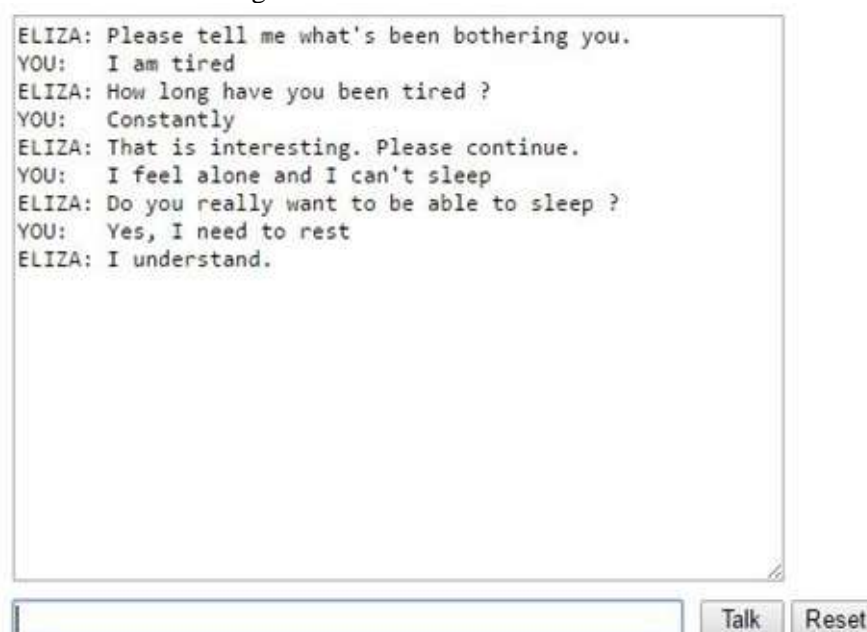 ELIZA: Please tell me what's been bothering you.
YOU: I am tired
ELIZA: How long have you been tired ?
YOU: Constantly
ELIZA: That is interesting. Please continue.
YOU: I feel alone and I can't sleep
ELIZA: Do you really want to be able to sleep ?
YOU: Yes, I need to rest
ELIZA: I understand.
Talk Reset